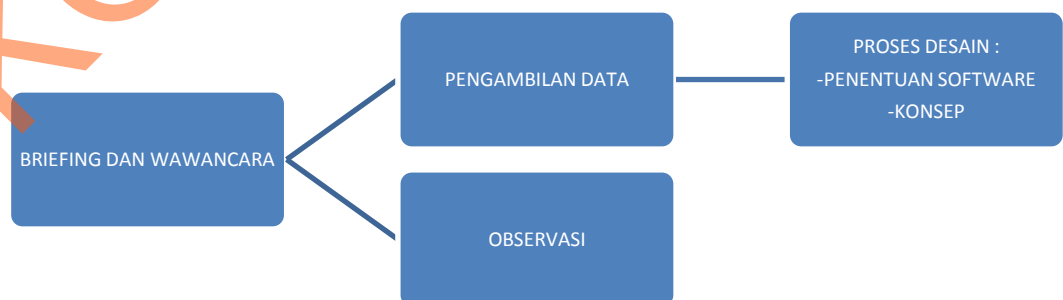 BRIEFING DAN WAWANCARA
PENGAMBILAN DATA
PROSES DESAIN :
-PENENTUAN SOFTWARE
-KONSEP
OBSERVASI